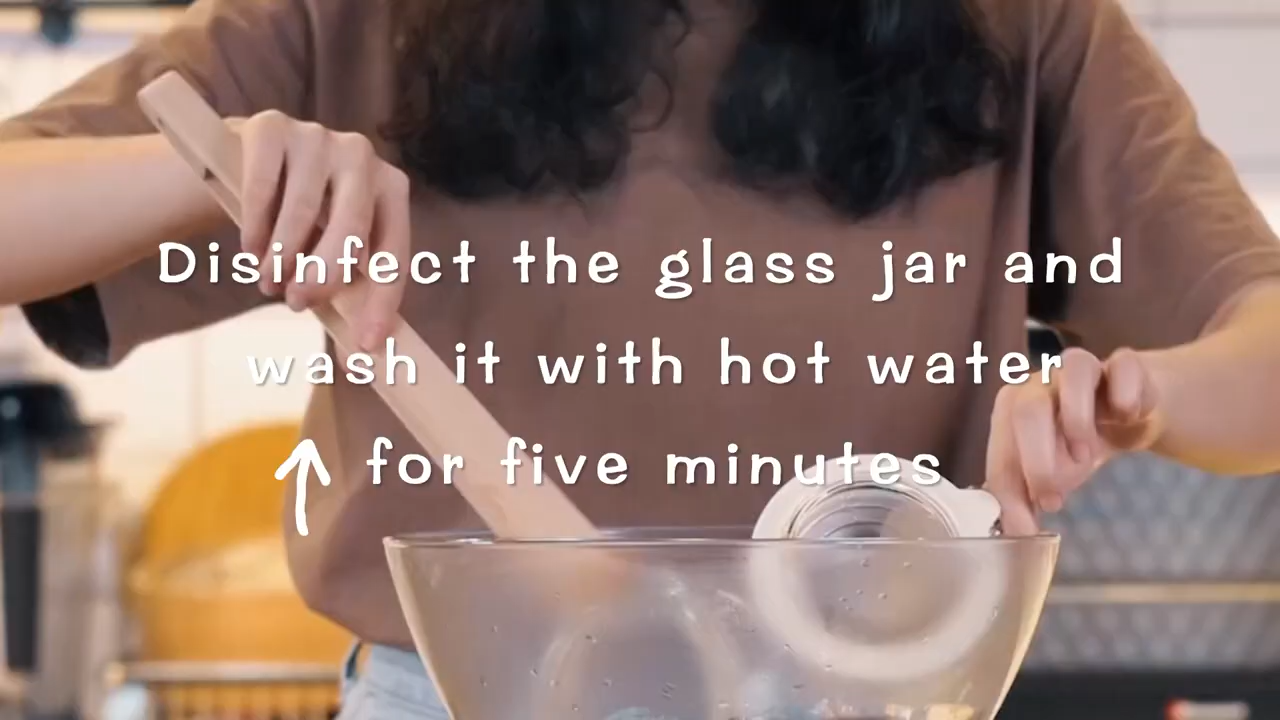 Disinfect the glass jar and
wash it with hot water
for five minutes